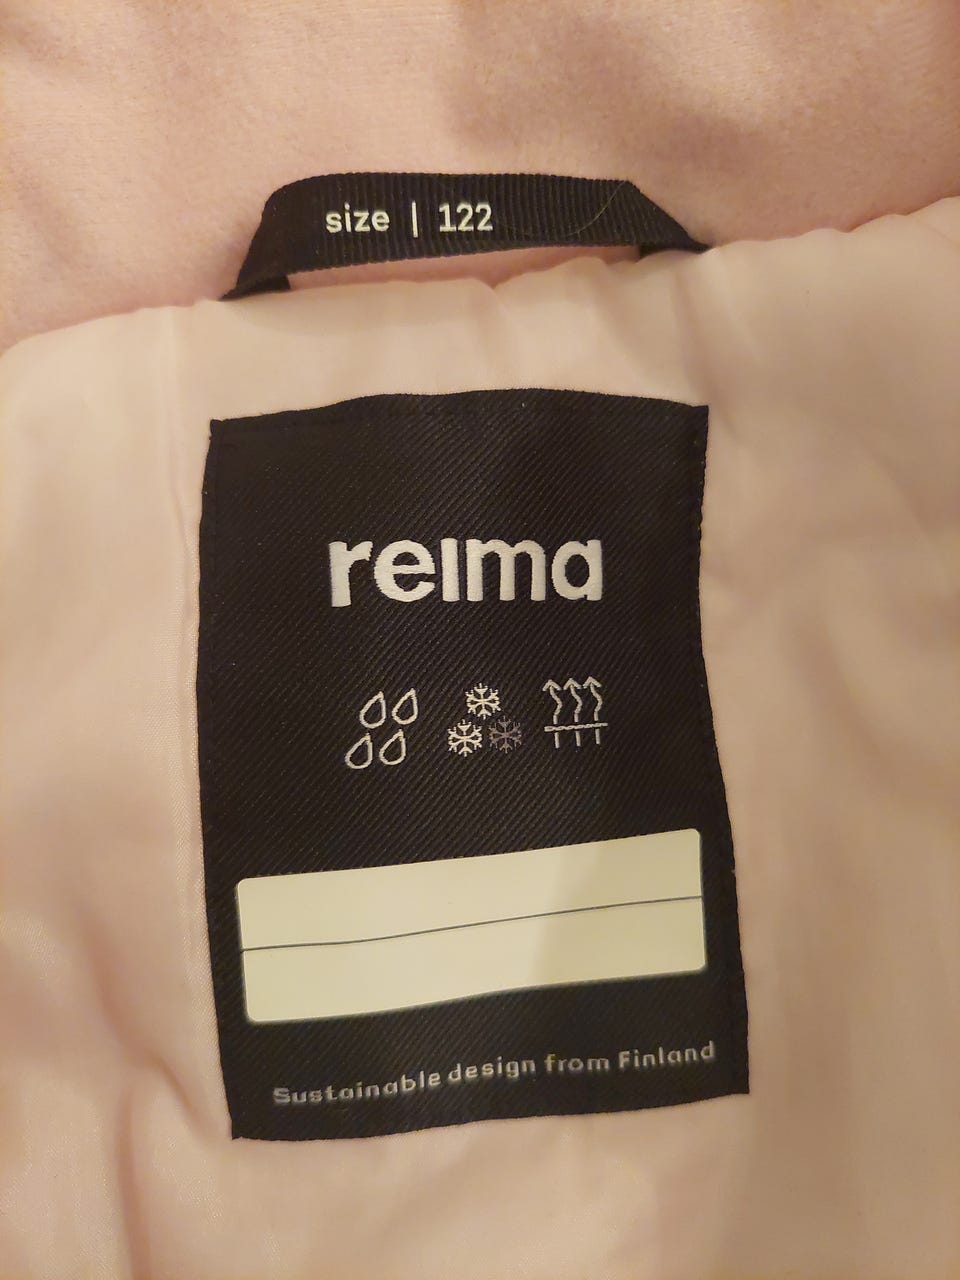 size | 122
reima
Sustainable design from Finland